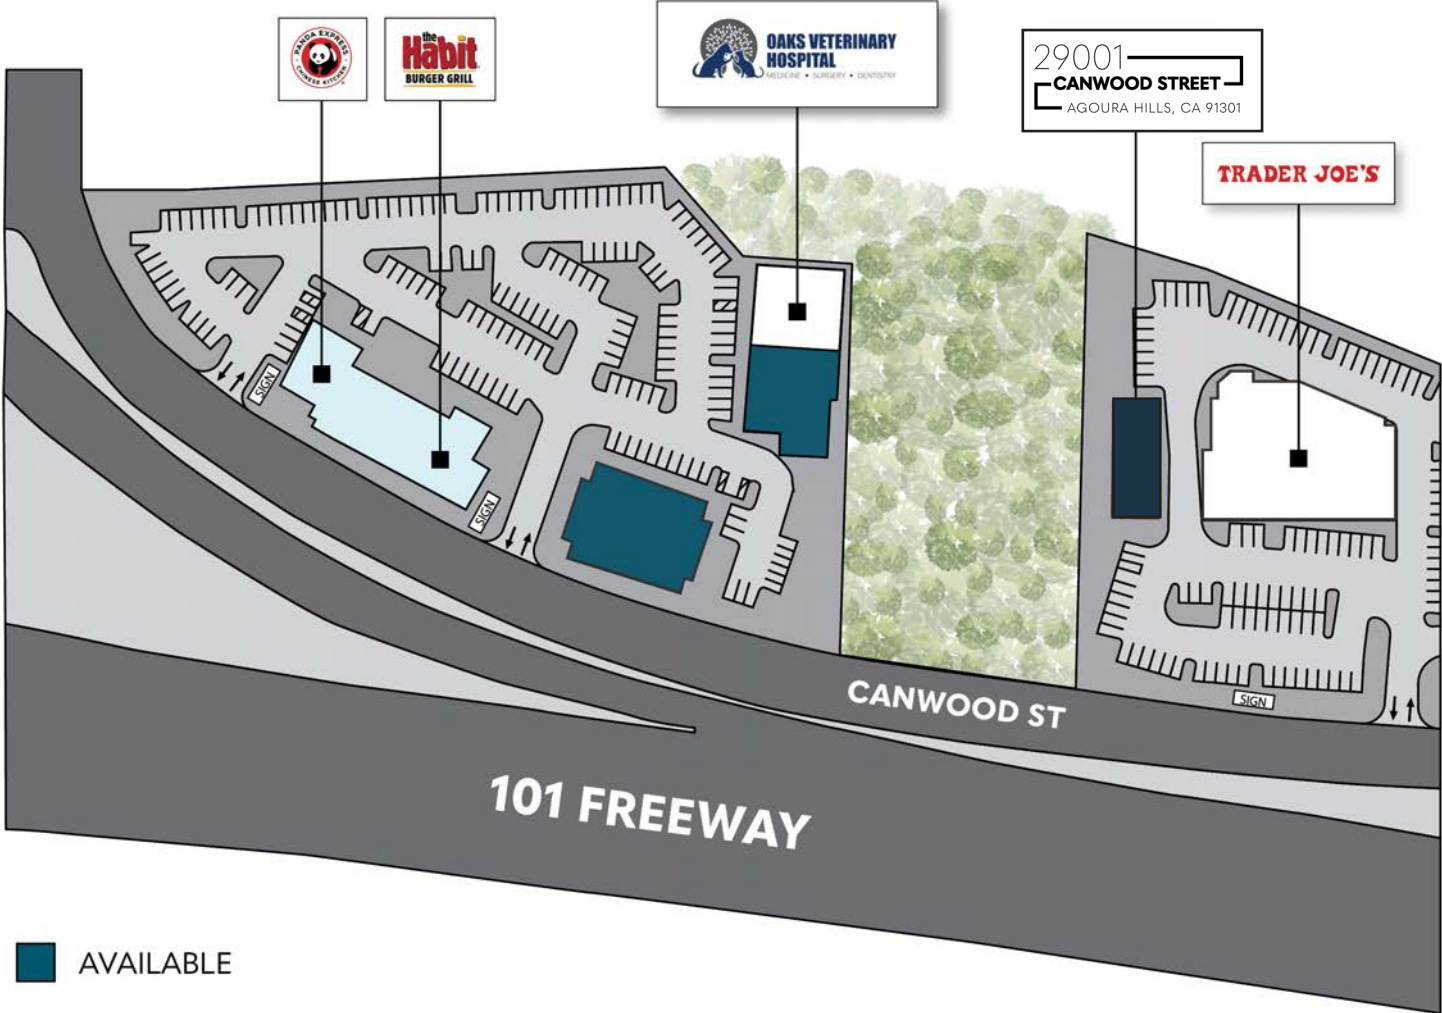 PANDA EXPRESS
CHINESE KITCHEN
the
Habit
BURGER GRILL
OAKS VETERINARY
HOSPITAL
MEDICINE • SURGERY • DENTISTRY
29001
CANWOOD STREET
AGOURA HILLS, CA 91301
TRADER JOE'S
SIGN
SIGN
SIGN
CANWOOD ST
101 FREEWAY
AVAILABLE